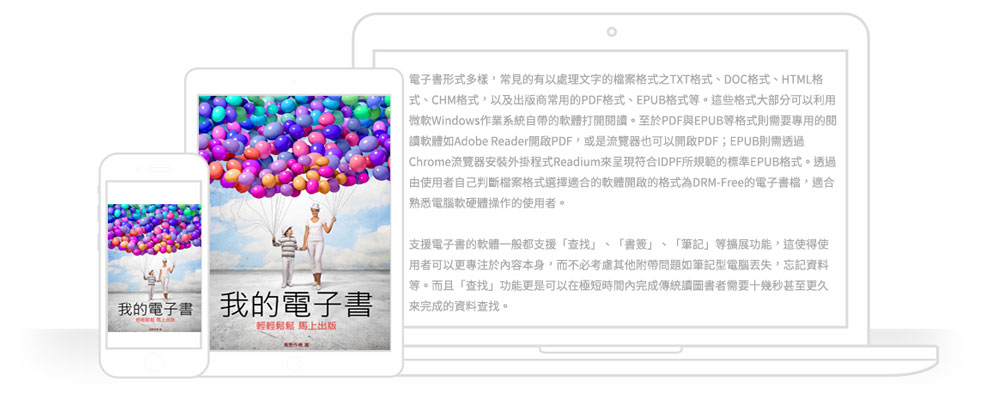 電子書形式多樣，常見的有以處理文字的檔案格式之TXT格式、DOC格式、HTML格
式、CHM格式，以及出版商常用的PDF格式、EPUB格式等。這些格式大部分可以利用
微軟Windows作業系統自帶的軟體打開閱讀。至於PDF與EPUB等格式則需要專用的閱
讀軟體如Adobe Reader開啟PDF，或是流覽器也可以開啟PDF；EPUB則需透過
Chrome流覽器安裝外掛程式Readium來呈現符合IDPF所規範的標準EPUB格式。透過
由使用者自己判斷檔案格式選擇適合的軟體開啟的格式為DRM-Free的電子書檔，適合
熟悉電腦軟硬體操作的使用者。
支援電子書的軟體一般都支援「查找」、「書簽」、「筆記」等擴展功能，這使得使
用者可以更專注於內容本身，而不必考慮其他附帶問題如筆記型電腦丟失，忘記資料
等。而且「查找」功能更是可以在極短時間內完成傳統讀圖書者需要十幾秒甚至更久
來完成的資料查找。
我的電子書
輕輕鬆鬆 馬上出版
我的電子書
輕輕鬆鬆 馬上出版